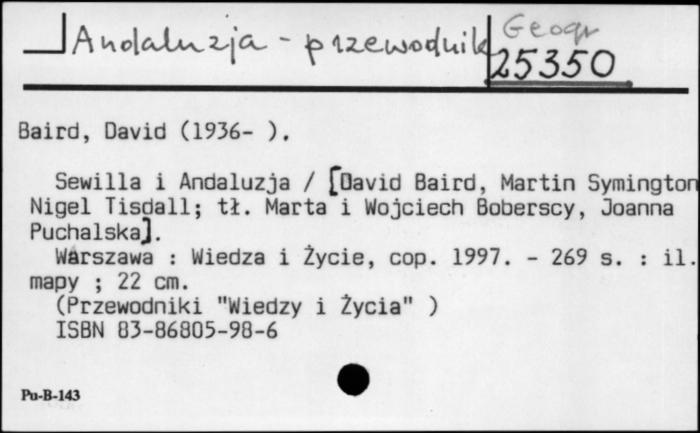 Andaluzja - przewodnik
Geogr
25350
Baird, David (1936- ).
Sewilla i Andaluzja / [David Baird, Martin Symington
Nigel Tisdall; tł. Marta i Wojciech Boberscy, Joanna
Puchalska].
Warszawa : Wiedza i Życie, cop. 1997. - 269 s. : il.
mapy ; 22 cm.
(Przewodniki "Wiedzy i Życia" )
ISBN 83-86805-98-6
Pu-B-143